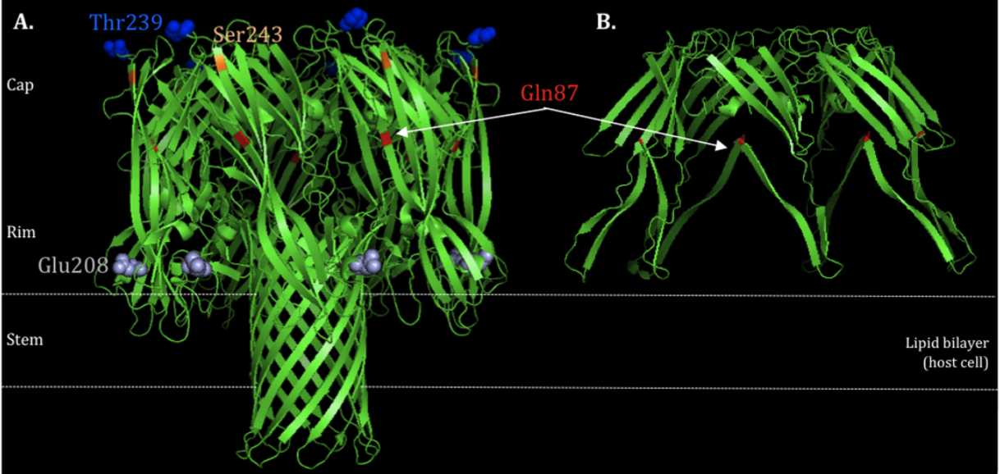 A.
Thr239
Ser243
B.
Cap
Gln87
Rim
Glu208
Stem
Lipid bilayer
(host cell)